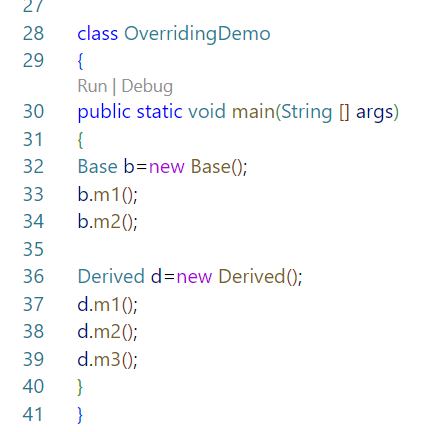 27
28 class OverridingDemo
29 {
Run | Debug
30 public static void main(String [] args)
31 {
32 Base b=new Base();
33 b.m1();
34 b.m2();
35
36 Derived d=new Derived();
37 d.m1();
38 d.m2();
39 d.m3();
40 }
41 }